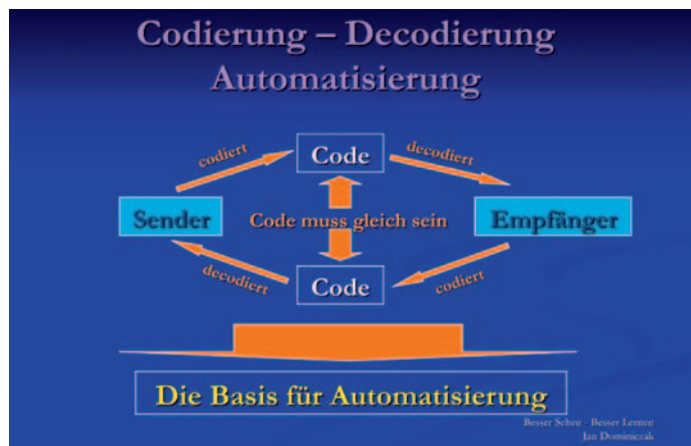 Codierung – Decodierung
Automatisierung
codiert
Code
decodiert
Sender
Code muss gleich sein
Empfänger
decodiert
Code
codiert
Die Basis für Automatisierung
Besser Sehen - Besser Lernen
Jan Dominiczak